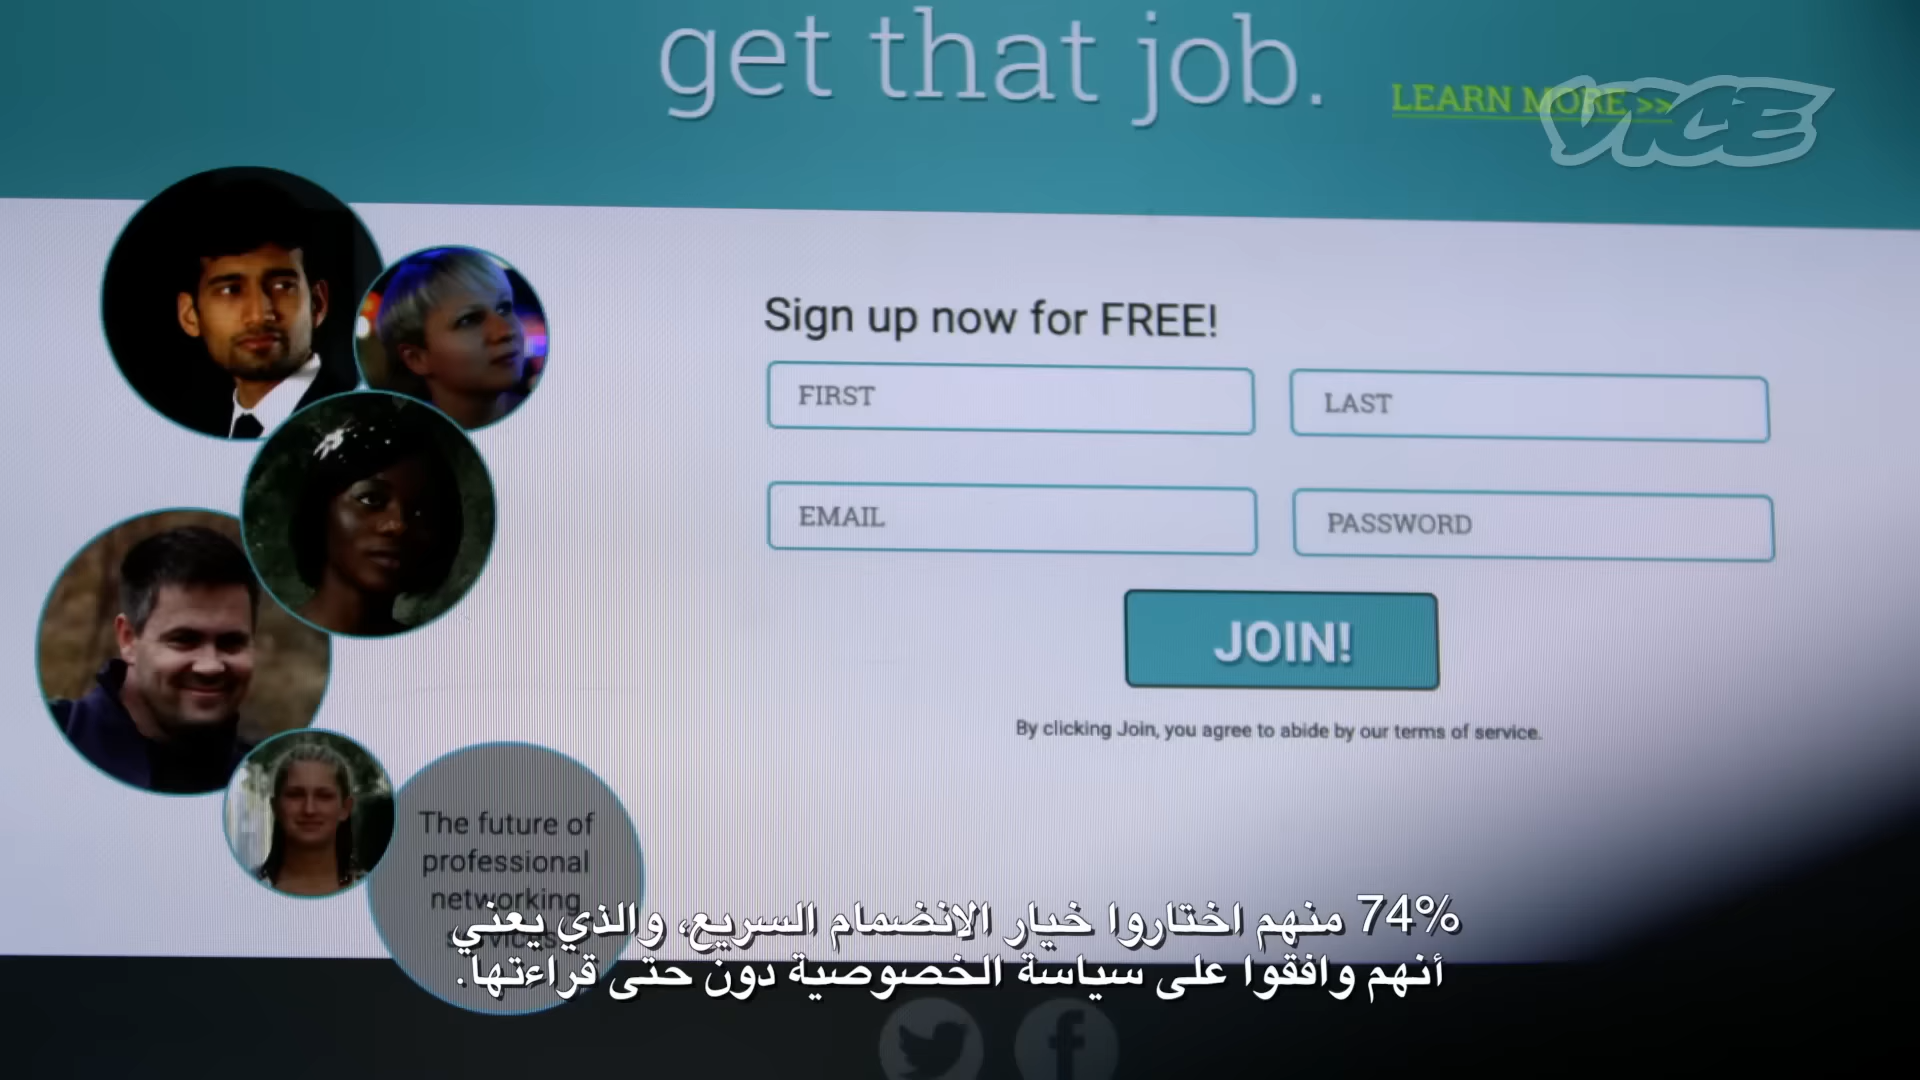 get that job.
LEARN MORE >>
VICE
Sign up now for FREE!
FIRST
LAST
EMAIL
PASSWORD
JOIN!
By clicking Join, you agree to abide by our terms of service.
The future of
professional
networking
services
74% منهم اختاروا خيار الانضمام السريع، والذي يعني
أنهم وافقوا على سياسة الخصوصية دون حتى قراءتها.